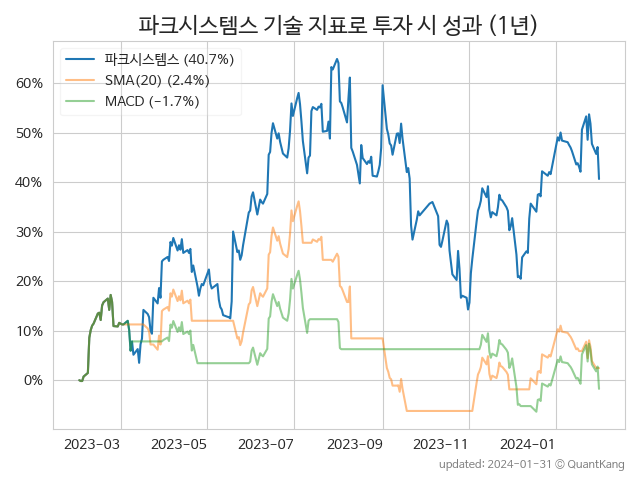 파크시스템스 기술 지표로 투자 시 성과 (1년)
파크시스템스 (40.7%)
SMA(20) (2.4%)
MACD (−1.7%)
60%
50%
40%
30%
20%
10%
0%
2023-03 2023-05 2023-07 2023-09 2023-11 2024-01
updated: 2024-01-31 © QuantKang